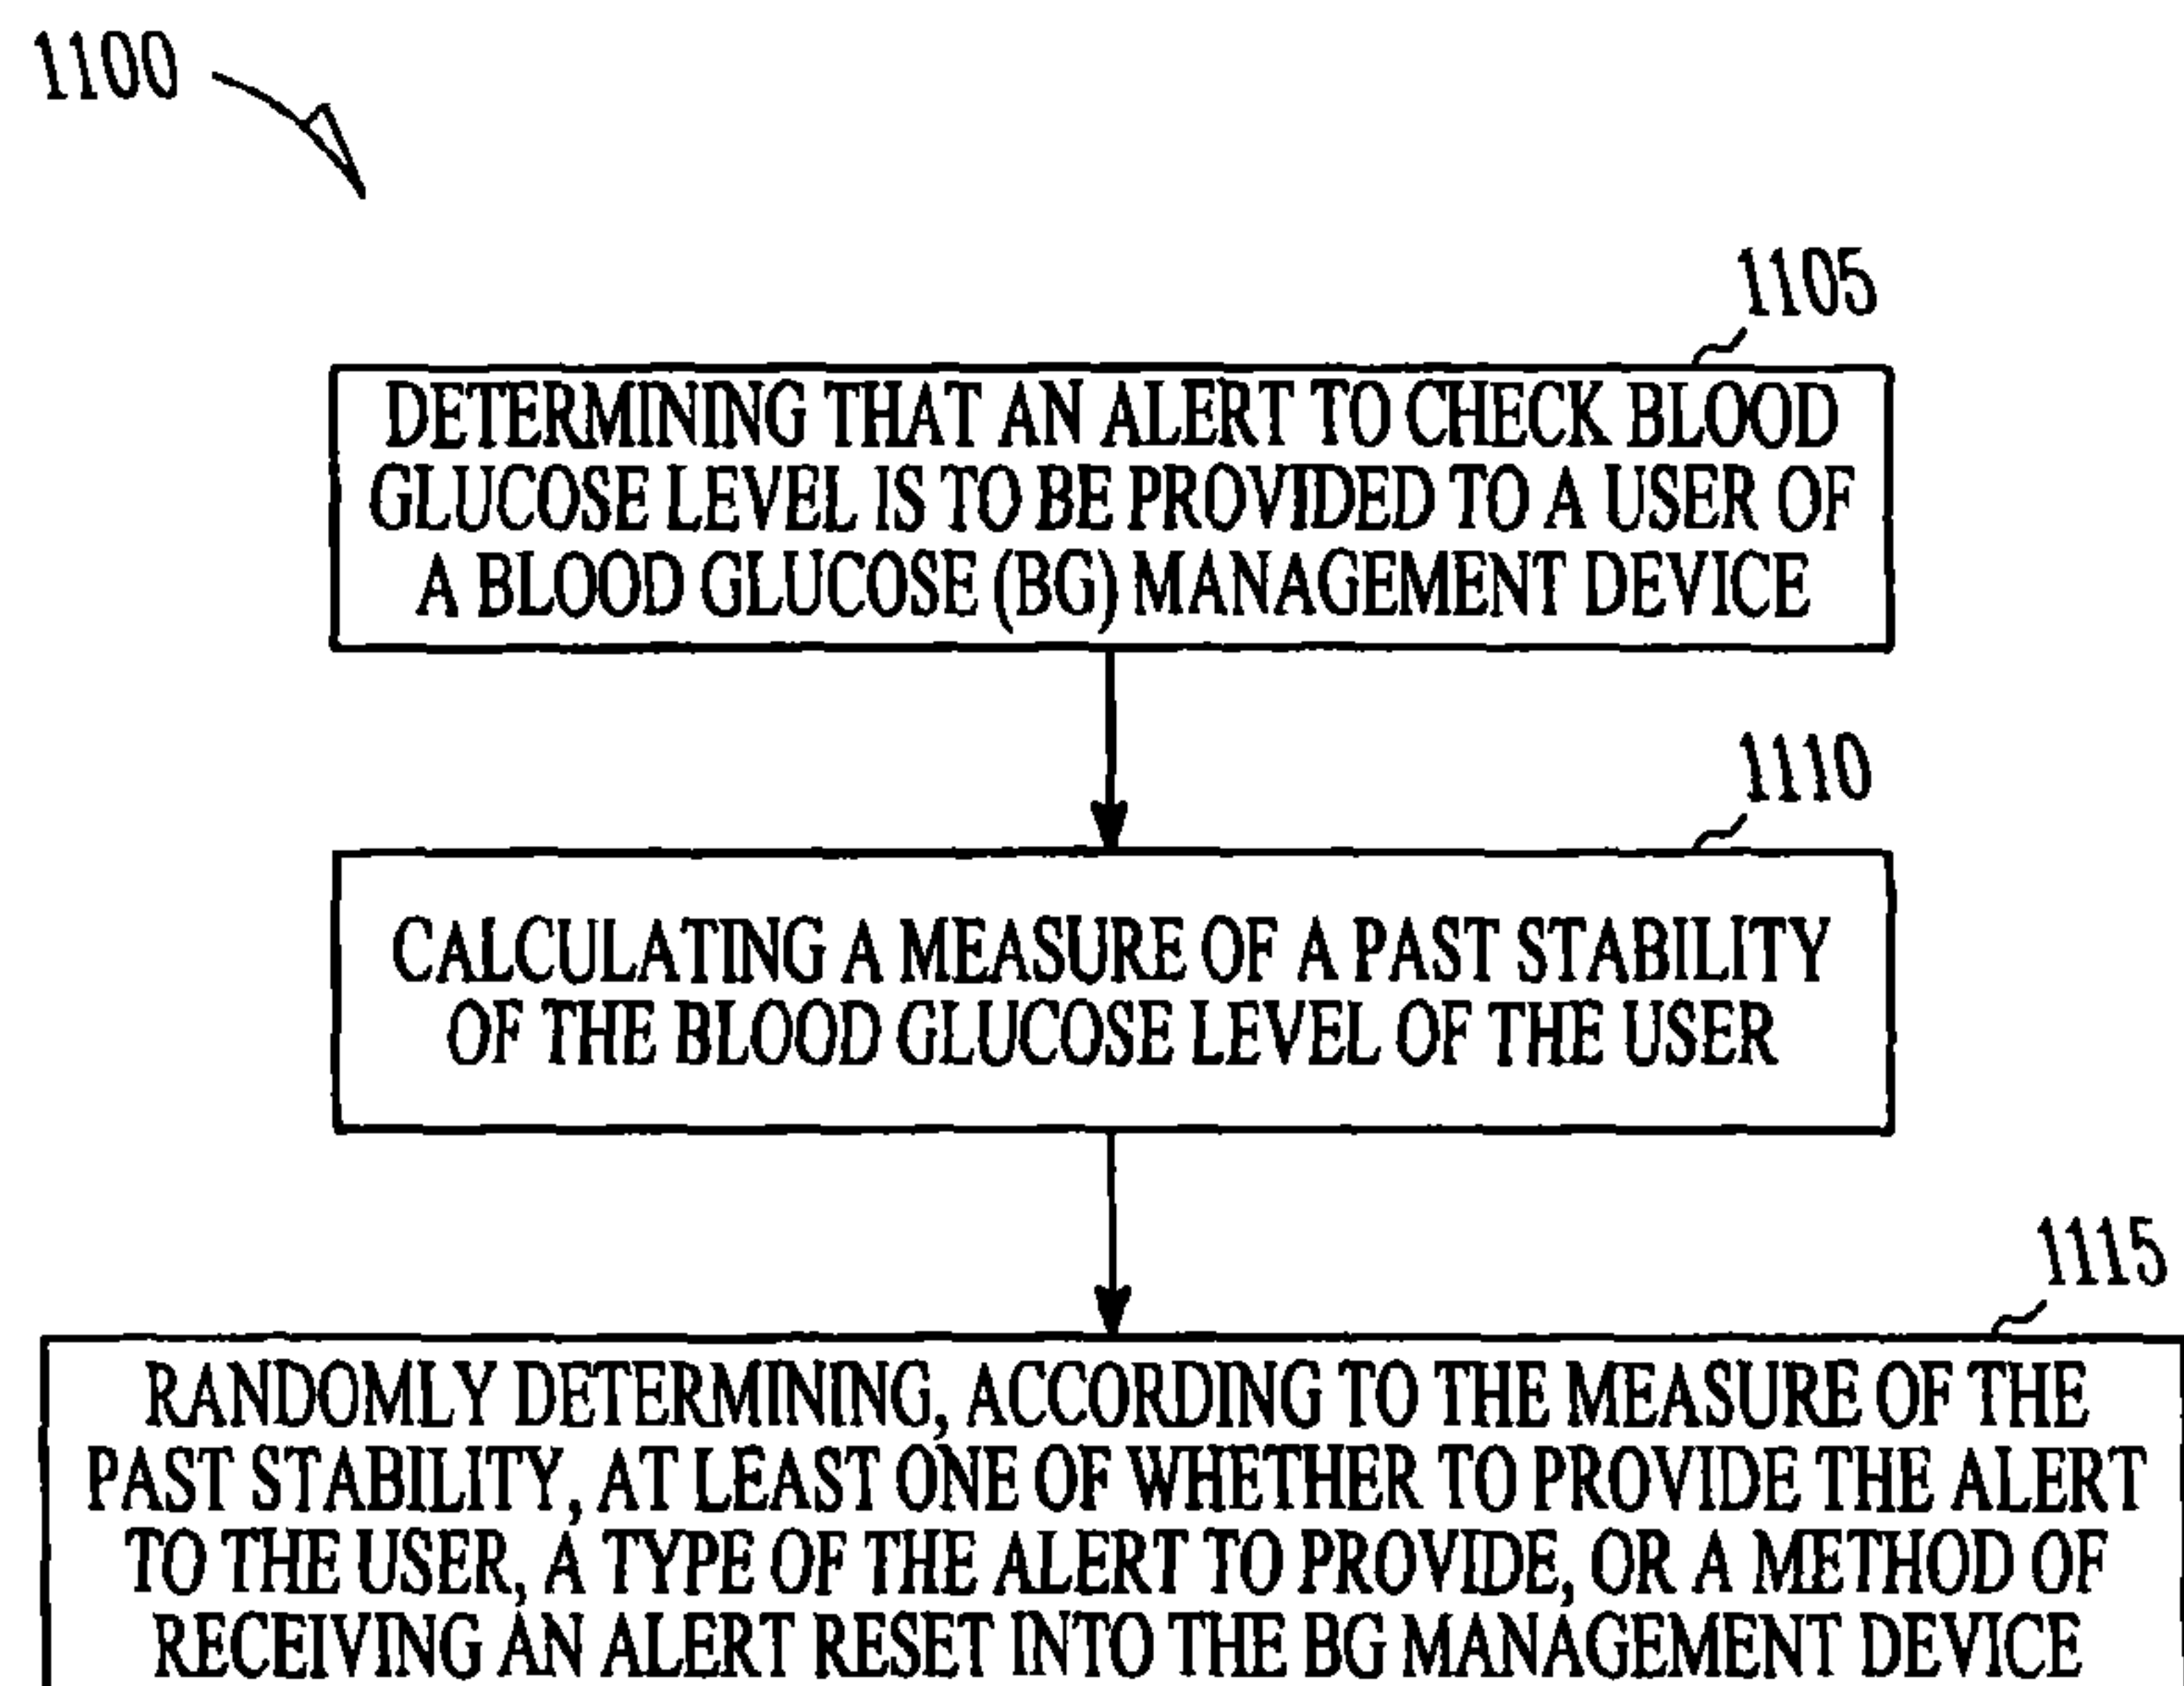 1100
1105
DETERMINING THAT AN ALERT TO CHECK BLOOD
GLUCOSE LEVEL IS TO BE PROVIDED TO A USER OF
A BLOOD GLUCOSE (BG) MANAGEMENT DEVICE
1110
CALCULATING A MEASURE OF A PAST STABILITY
OF THE BLOOD GLUCOSE LEVEL OF THE USER
1115
RANDOMLY DETERMINING, ACCORDING TO THE MEASURE OF THE
PAST STABILITY, AT LEAST ONE OF WHETHER TO PROVIDE THE ALERT
TO THE USER, A TYPE OF THE ALERT TO PROVIDE, OR A METHOD OF
RECEIVING AN ALERT RESET INTO THE BG MANAGEMENT DEVICE